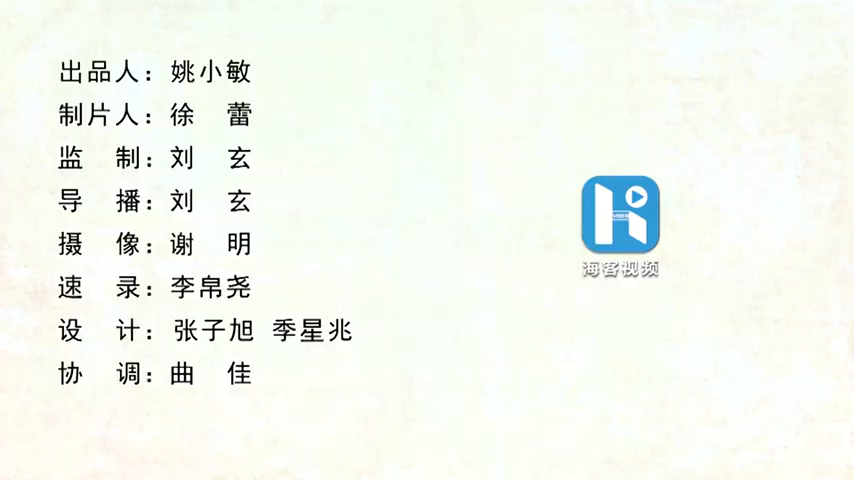 出品人：姚小敏
制片人：徐　蕾
监　制：刘　玄
导　播：刘　玄
摄　像：谢　明
速　录：李帛尧
设　计：张子旭 季星兆
协　调：曲　佳
海客视频